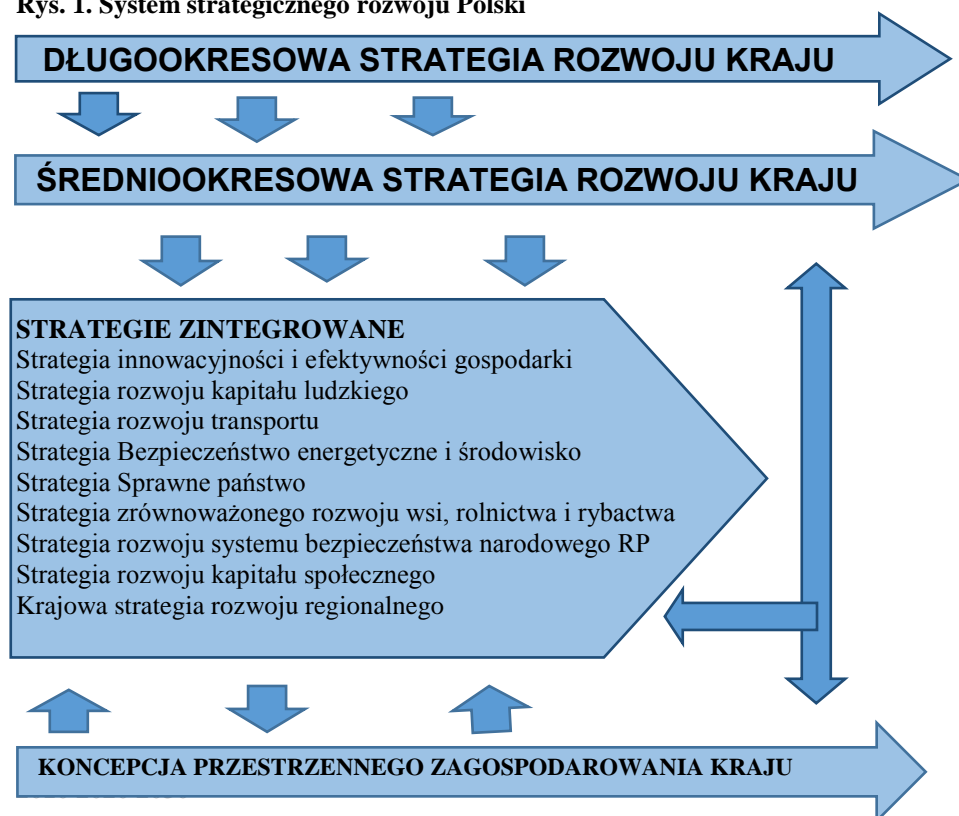 Rys. 1. System strategicznego rozwoju Polski
DŁUGOOKRESOWA STRATEGIA ROZWOJU KRAJU
ŚREDNIOOKRESOWA STRATEGIA ROZWOJU KRAJU
STRATEGIE ZINTEGROWANE
Strategia innowacyjności i efektywności gospodarki
Strategia rozwoju kapitału ludzkiego
Strategia rozwoju transportu
Strategia Bezpieczeństwo energetyczne i środowisko
Strategia Sprawne państwo
Strategia zrównoważonego rozwoju wsi, rolnictwa i rybactwa
Strategia rozwoju systemu bezpieczeństwa narodowego RP
Strategia rozwoju kapitału społecznego
Krajowa strategia rozwoju regionalnego
KONCEPCJA PRZESTRZENNEGO ZAGOSPODAROWANIA KRAJU